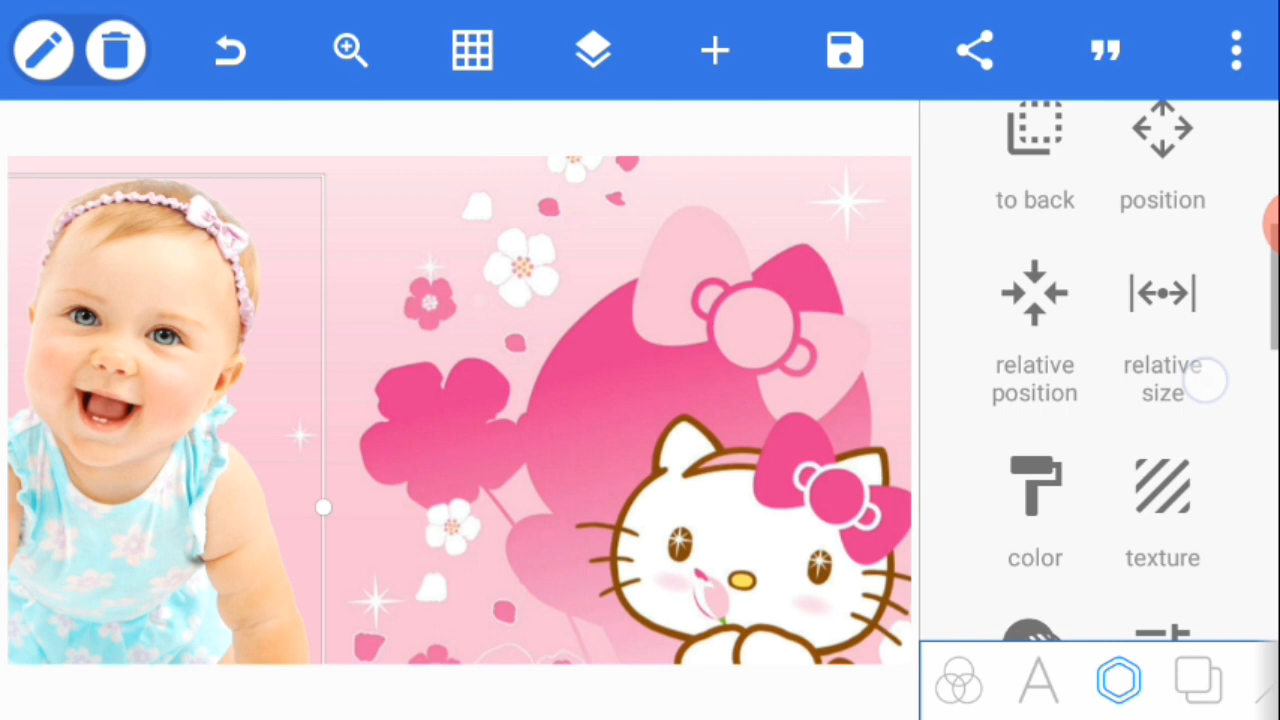 to back
position
relative
position
relative
size
color
texture